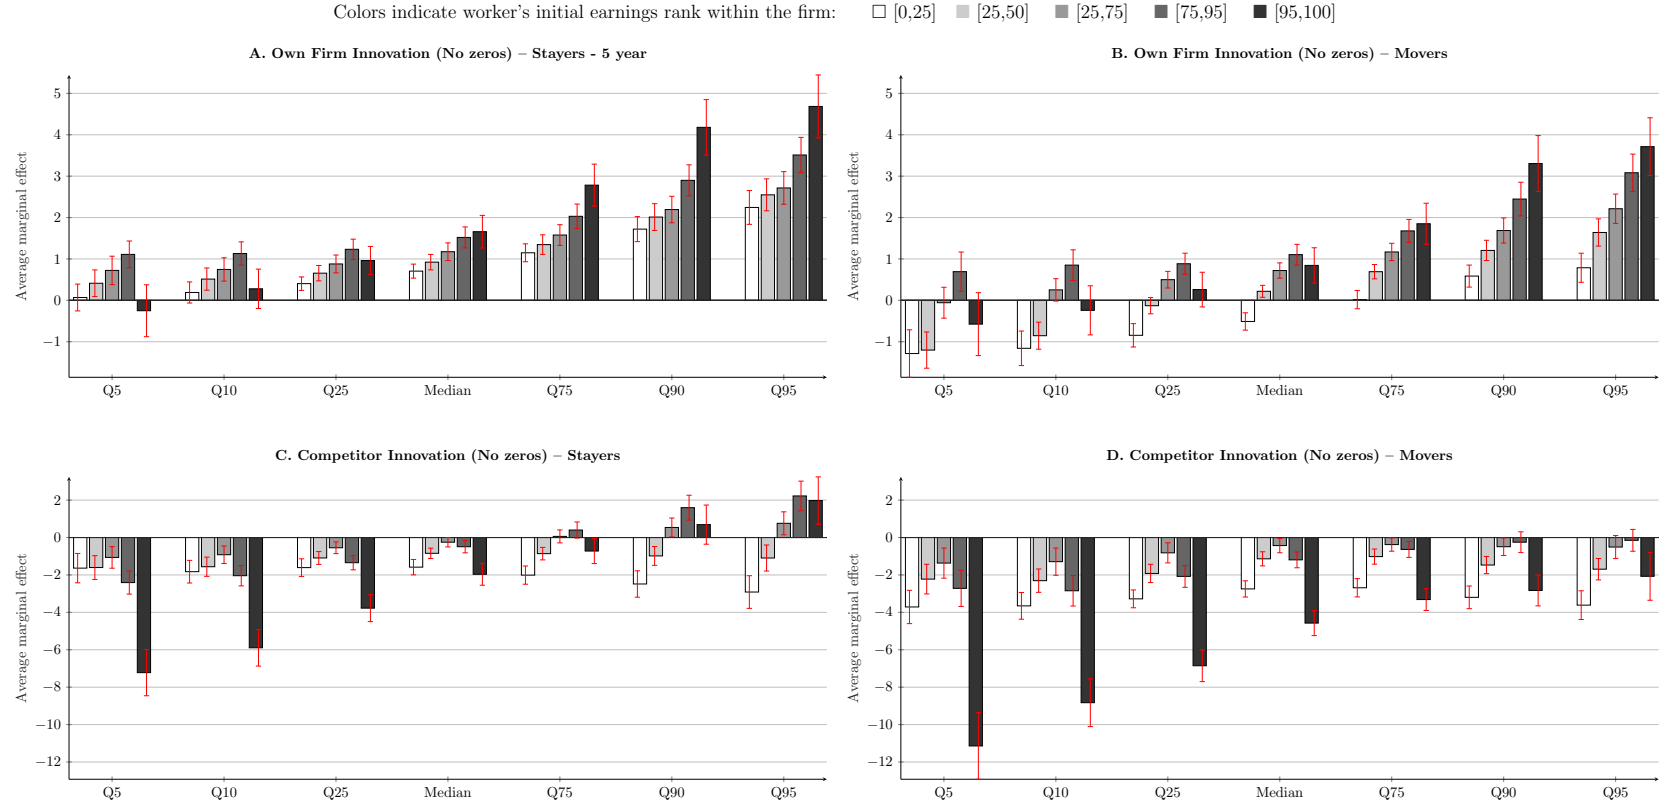 Colors indicate worker's initial earnings rank within the firm: [0,25] [25,50] [25,75] [75,95] [95,100]
A. Own Firm Innovation (No zeros) – Stayers - 5 year
Average marginal effect
5
4
3
2
1
0
−1
Q5 Q10 Q25 Median Q75 Q90 Q95
B. Own Firm Innovation (No zeros) – Movers
Average marginal effect
5
4
3
2
1
0
−1
Q5 Q10 Q25 Median Q75 Q90 Q95
C. Competitor Innovation (No zeros) – Stayers
Average marginal effect
2
0
−2
−4
−6
−8
−10
−12
Q5 Q10 Q25 Median Q75 Q90 Q95
D. Competitor Innovation (No zeros) – Movers
Average marginal effect
2
0
−2
−4
−6
−8
−10
−12
Q5 Q10 Q25 Median Q75 Q90 Q95